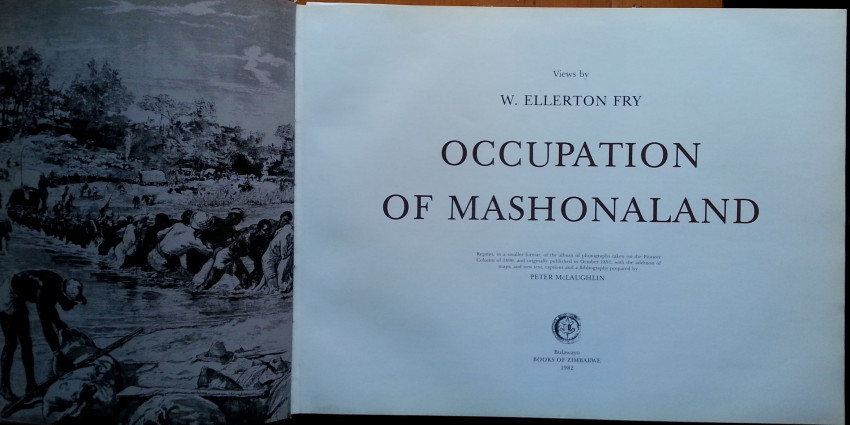 Views by
W. ELLERTON FRY
OCCUPATION
OF MASHONALAND
Reprint, in a smaller format, of the album of photographs taken on the Pioneer
Column of 1890, and originally published in October 1891, with the addition of
maps, and new text, captions and a Bibliography prepared by
PETER McLAUGHLIN
Bulawayo
BOOKS OF ZIMBABWE
1982